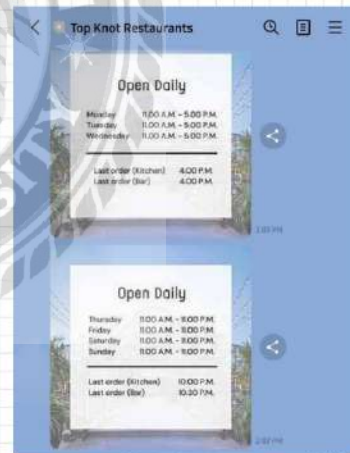 Top Knot Restaurants
Open Daily
Monday 11.00 A.M. - 5.00 P.M.
Tuesday 11.00 A.M. - 5.00 P.M.
Wednesday 11.00 A.M. - 5.00 P.M.
Last order (Kitchen) 4.00 P.M.
Last order (Bar) 4.00 P.M.
Open Daily
Thursday 11.00 A.M. - 11.00 P.M.
Friday 11.00 A.M. - 11.00 P.M.
Saturday 11.00 A.M. - 11.00 P.M.
Sunday 11.00 A.M. - 11.00 P.M.
Last order (Kitchen) 10.00 P.M.
Last order (Bar) 10.30 P.M.